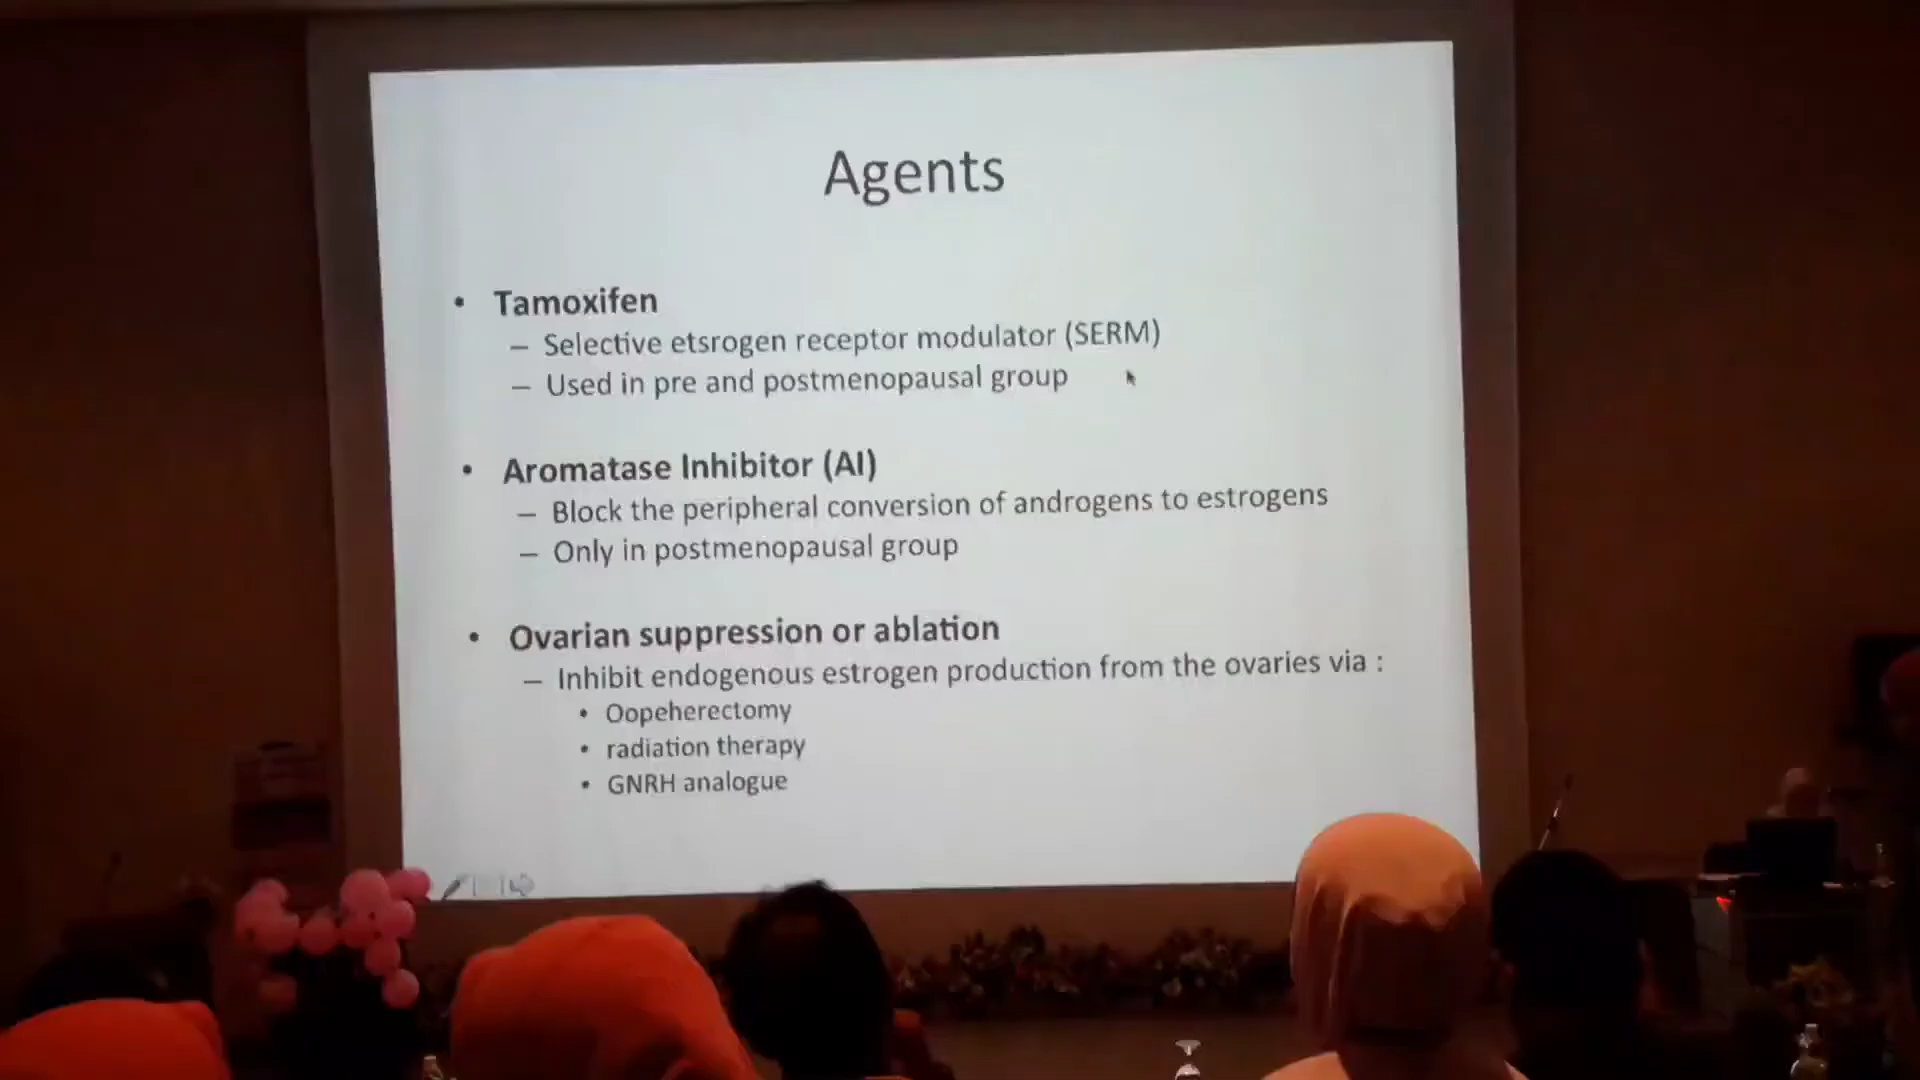 Agents
• Tamoxifen
– Selective etsrogen receptor modulator (SERM)
– Used in pre and postmenopausal group
• Aromatase Inhibitor (AI)
– Block the peripheral conversion of androgens to estrogens
– Only in postmenopausal group
• Ovarian suppression or ablation
– Inhibit endogenous estrogen production from the ovaries via :
• Oopeherectomy
• radiation therapy
• GNRH analogue